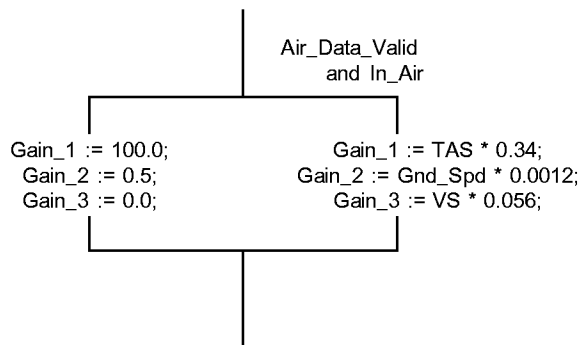 Air_Data_Valid
and In_Air
Gain_1 := 100.0;
Gain_2 := 0.5;
Gain_3 := 0.0;
Gain_1 := TAS * 0.34;
Gain_2 := Gnd_Spd * 0.0012;
Gain_3 := VS * 0.056;